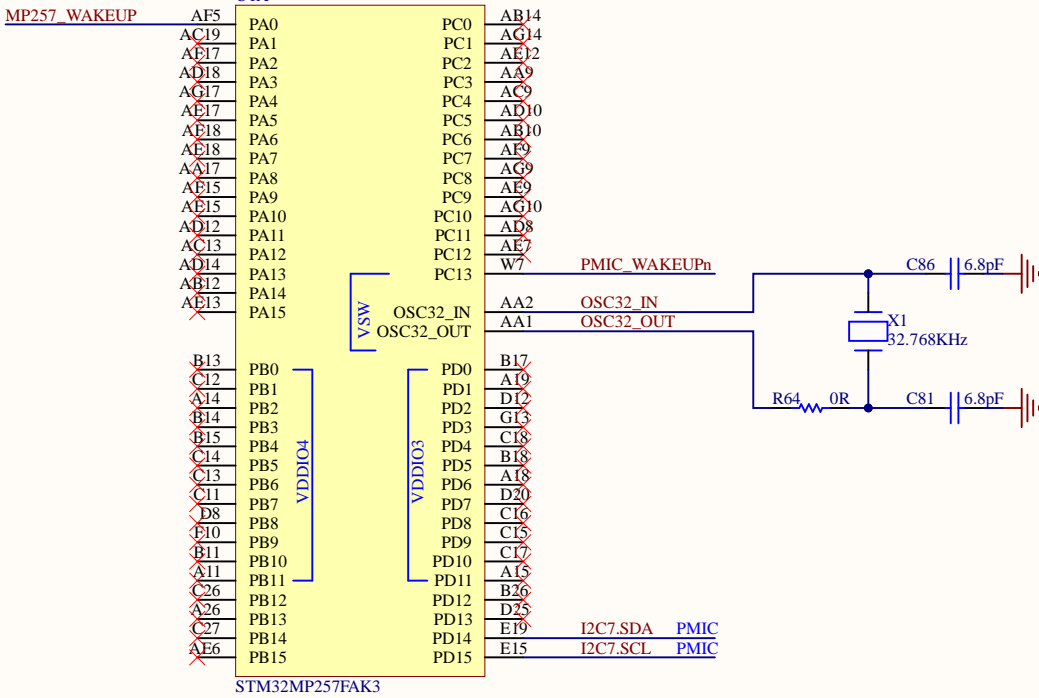 MP257_WAKEUP
AF5 PA0 PC0 AB14
AC19 PA1 PC1 AG14
AF17 PA2 PC2 AE12
AD18 PA3 PC3 AA9
AG17 PA4 PC4 AC9
AE17 PA5 PC5 AD10
AF18 PA6 PC6 AB10
AE18 PA7 PC7 AF9
AA17 PA8 PC8 AG9
AF15 PA9 PC9 AE9
AE15 PA10 PC10 AG10
AD12 PA11 PC11 AD8
AC13 PA12 PC12 AE7
AD14 PA13 PC13 W7 PMIC_WAKEUPn
AB12 PA14
AE13 PA15
VSW
OSC32_IN AA2 OSC32_IN
OSC32_OUT AA1 OSC32_OUT
C86 6.8pF
X1
32.768KHz
R64 0R
C81 6.8pF
B13 PB0 PD0 B17
C12 PB1 PD1 A19
A14 PB2 PD2 D12
B14 PB3 PD3 G13
B15 PB4 PD4 C18
C14 PB5 PD5 B18
C13 PB6 PD6 A18
C11 PB7 PD7 D20
D8 PB8 PD8 C16
F10 PB9 PD9 C15
B11 PB10 PD10 C17
A11 PB11 PD11 A15
VDDIO4
VDDIO3
C26 PB12 PD12 B26
A26 PB13 PD13 D25
C27 PB14 PD14 E19 I2C7.SDA PMIC
AE6 PB15 PD15 E15 I2C7.SCL PMIC
STM32MP257FAK3